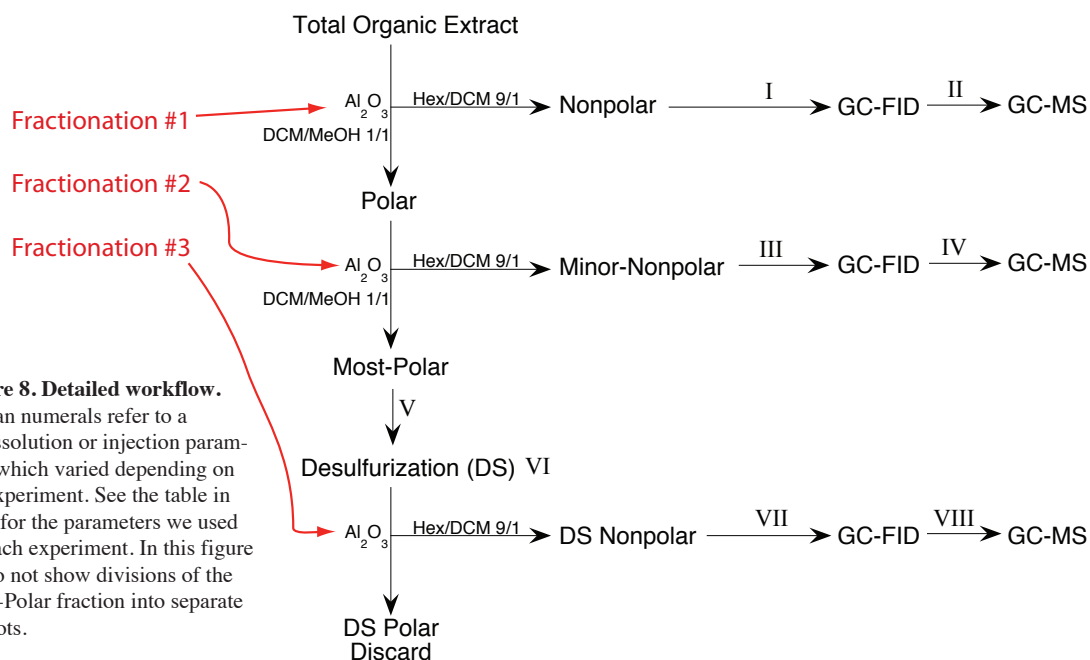 Total Organic Extract
Fractionation #1
Al2O3
Hex/DCM 9/1
Nonpolar
I
GC-FID
II
GC-MS
DCM/MeOH 1/1
Fractionation #2
Polar
Fractionation #3
Al2O3
Hex/DCM 9/1
Minor-Nonpolar
III
GC-FID
IV
GC-MS
DCM/MeOH 1/1
Most-Polar
V
Desulfurization (DS) VI
Al2O3
Hex/DCM 9/1
DS Nonpolar
VII
GC-FID
VIII
GC-MS
DS Polar
Discard
re 8. Detailed workflow.
an numerals refer to a
ssolution or injection param-
which varied depending on
xperiment. See the table in
for the parameters we used
ach experiment. In this figure
o not show divisions of the
-Polar fraction into separate
ots.